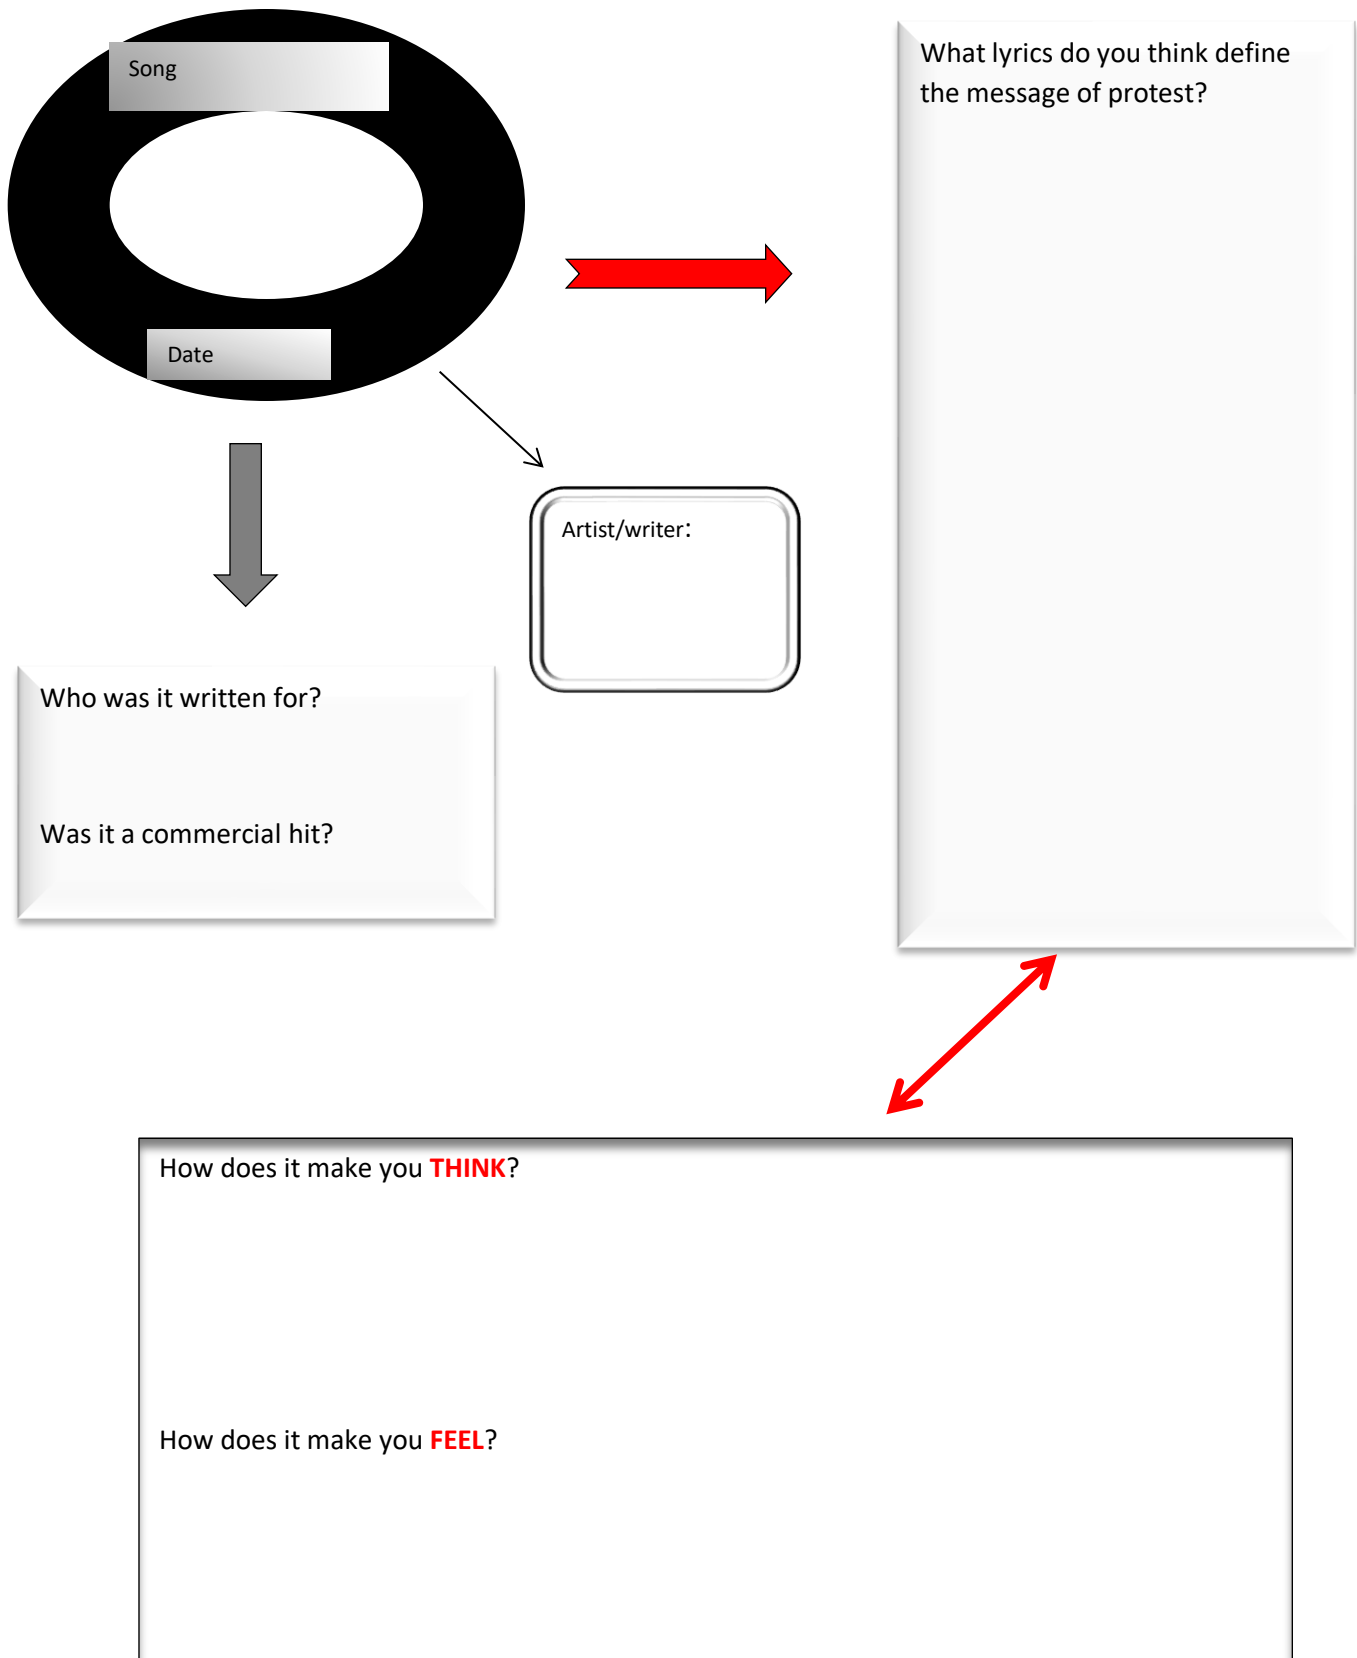 Song
Date
What lyrics do you think define
the message of protest?
Artist/writer:
Who was it written for?
Was it a commercial hit?
How does it make you THINK?
How does it make you FEEL?